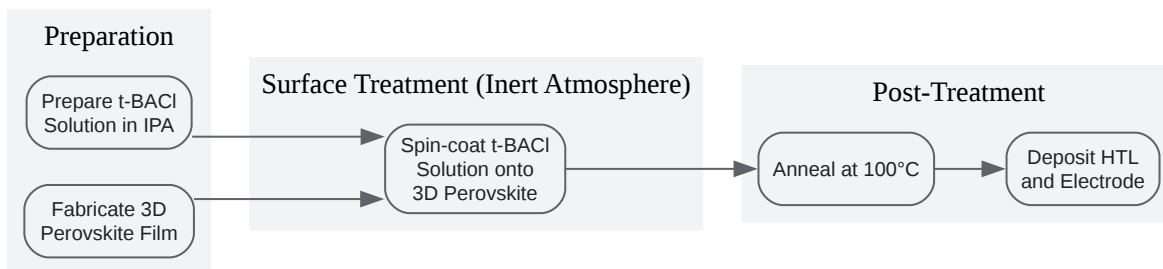 Preparation
Prepare t-BACl
Solution in IPA
Fabricate 3D
Perovskite Film
Surface Treatment (Inert Atmosphere)
Spin-coat t-BACl
Solution onto
3D Perovskite
Post-Treatment
Anneal at 100°C
Deposit HTL
and Electrode